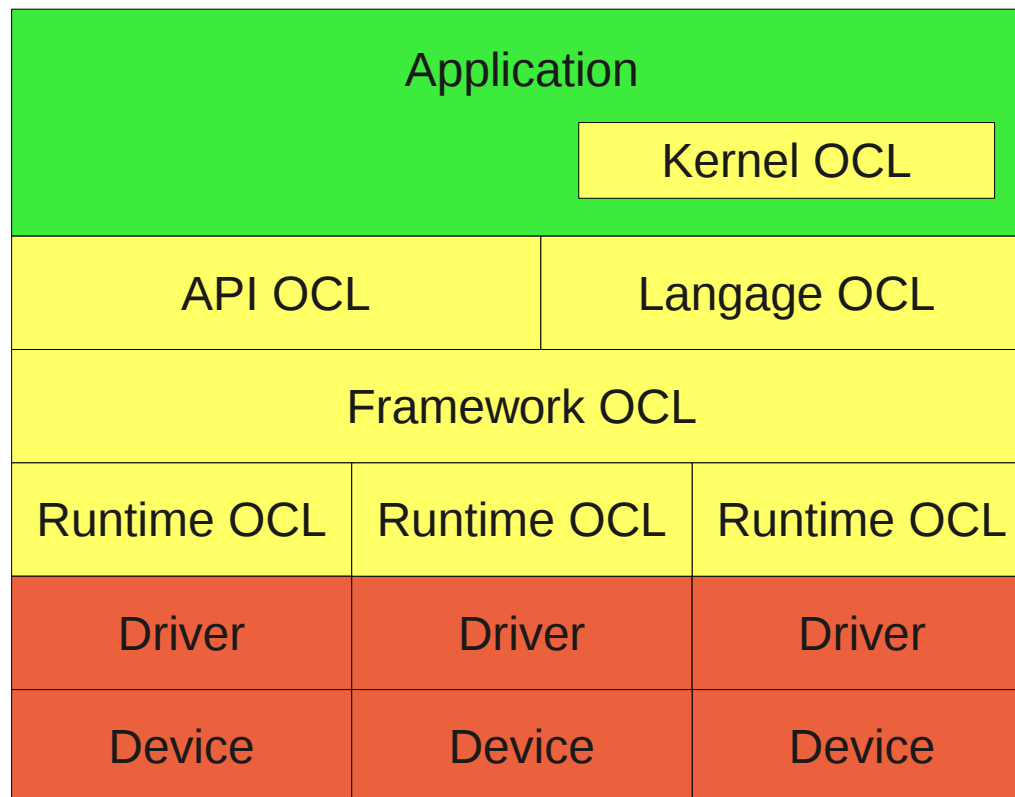 Application
Kernel OCL
API OCL
Langage OCL
Framework OCL
Runtime OCL
Runtime OCL
Runtime OCL
Driver
Driver
Driver
Device
Device
Device